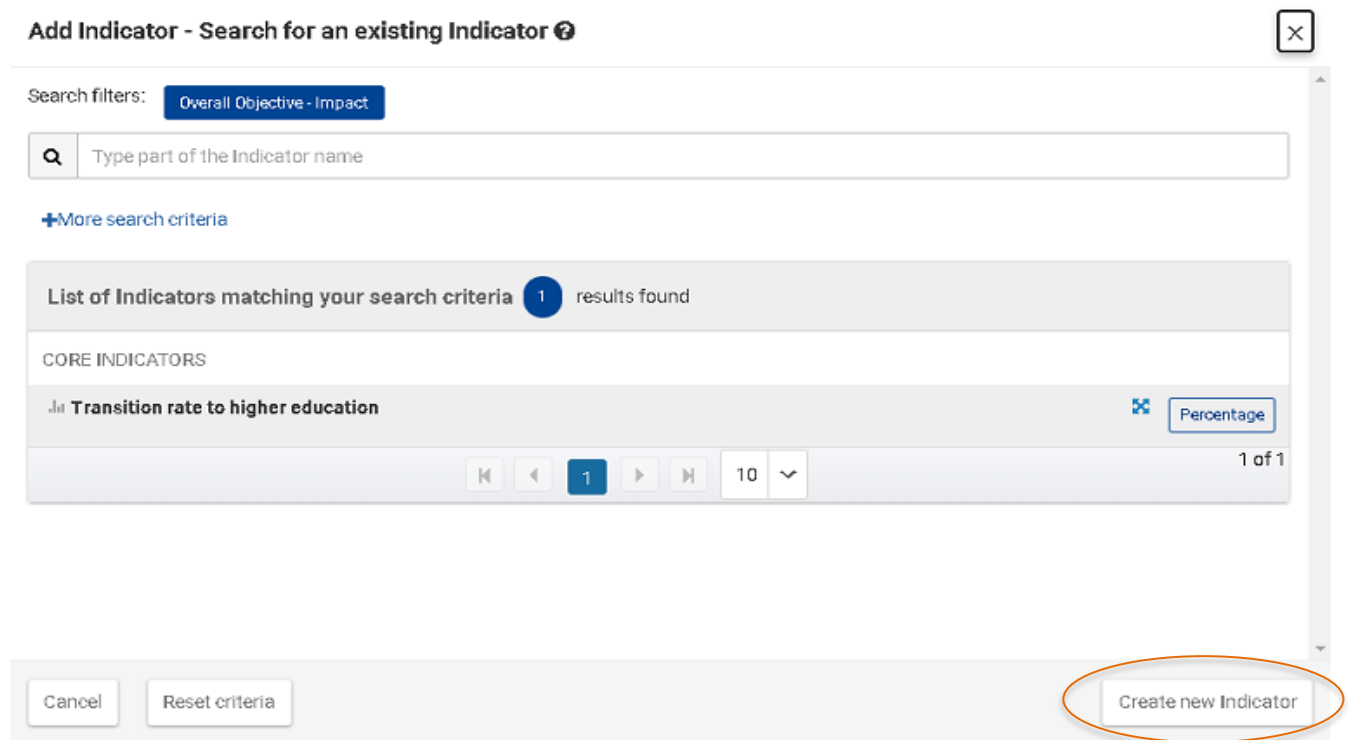 Add Indicator - Search for an existing Indicator ?
Search filters: Overall Objective - Impact
Type part of the Indicator name
+More search criteria
List of Indicators matching your search criteria 1 results found
CORE INDICATORS
Transition rate to higher education Percentage
1 10 1 of 1
Cancel Reset criteria Create new Indicator